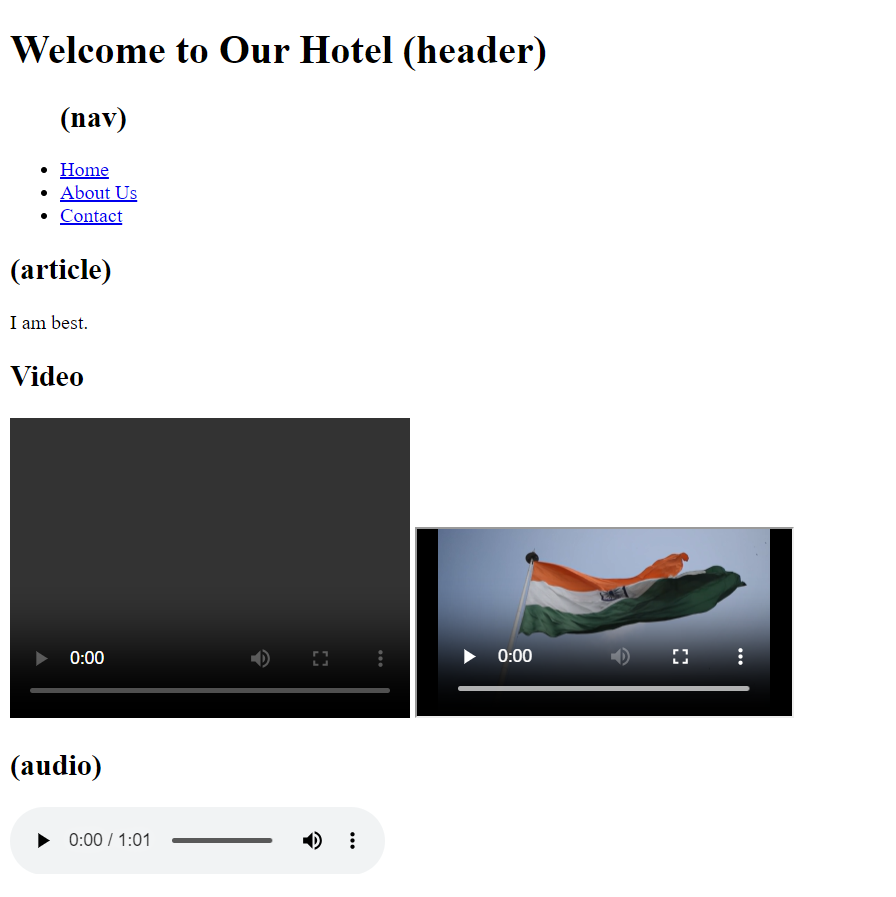 Welcome to Our Hotel (header)
(nav)
Home
About Us
Contact
(article)
I am best.
Video
0:00
0:00
(audio)
0:00 / 1:01